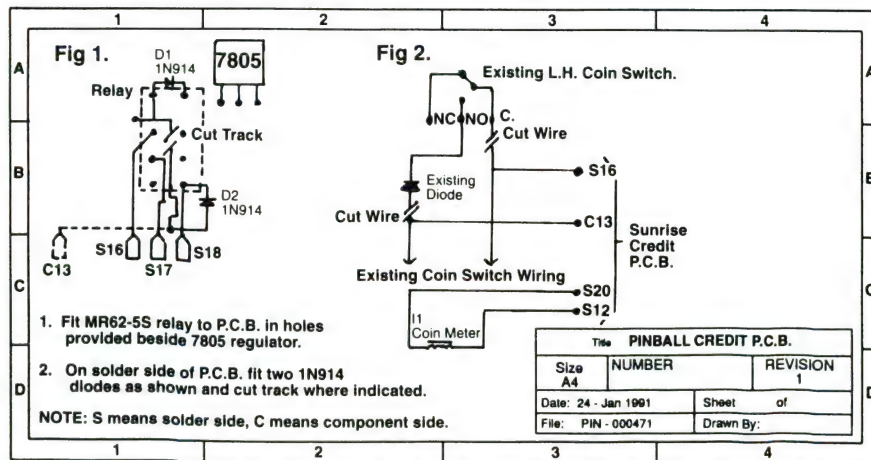 1 2 3 4
A A
B B
C C
D D
Fig 1.
D1
1N914
7805
Relay
Cut Track
D2
1N914
S16
S17
S18
C13
Fig 2.
Existing L.H. Coin Switch.
NC NO C.
Cut Wire
Existing
Diode
Cut Wire
S16
C13
Sunrise
Credit
P.C.B.
Existing Coin Switch Wiring
S20
S12
I1
Coin Meter
1. Fit MR62-5S relay to P.C.B. in holes
provided beside 7805 regulator.
2. On solder side of P.C.B. fit two 1N914
diodes as shown and cut track where indicated.
NOTE: S means solder side, C means component side.
Title PINBALL CREDIT P.C.B.
Size
A4
NUMBER
REVISION
1
Date: 24 - Jan 1991
Sheet of
File: PIN - 000471
Drawn By:
1 2 3 4